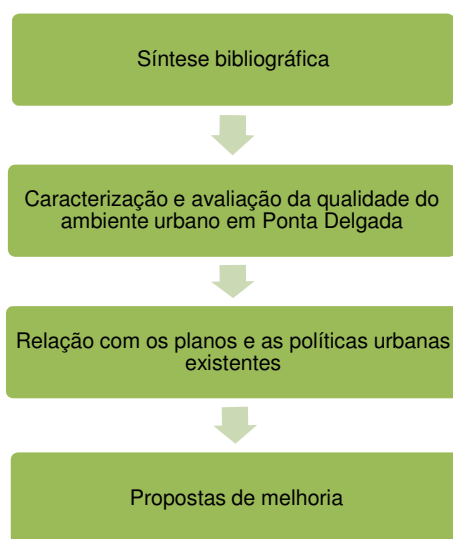 Síntese bibliográfica
Caracterização e avaliação da qualidade do
ambiente urbano em Ponta Delgada
Relação com os planos e as políticas urbanas
existentes
Propostas de melhoria